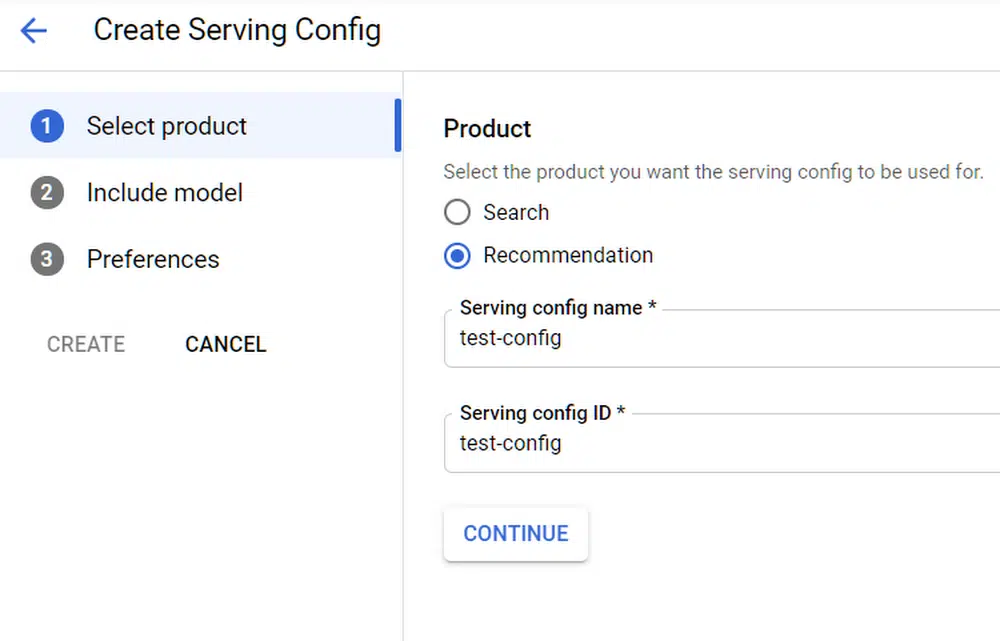 Create Serving Config
1 Select product
2 Include model
3 Preferences
CREATE CANCEL
Product
Select the product you want the serving config to be used for.
Search
Recommendation
Serving config name *
test-config
Serving config ID *
test-config
CONTINUE